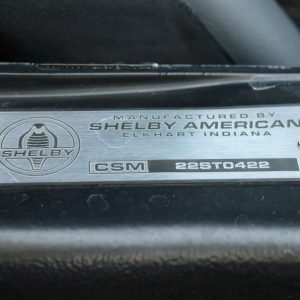 MANUFACTURED BY
SHELBY AMERICAN
ELKHART INDIANA
SHELBY
CSM 22ST0422